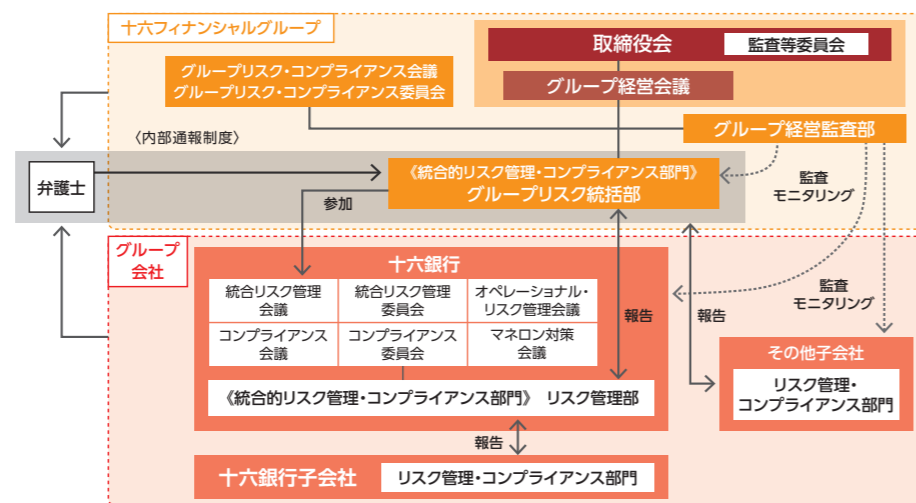 十六フィナンシャルグループ
取締役会
監査等委員会
グループリスク・コンプライアンス会議
グループリスク・コンプライアンス委員会
グループ経営会議
グループ経営監査部
〈内部通報制度〉
弁護士
《統合的リスク管理・コンプライアンス部門》
グループリスク統括部
監査
モニタリング
参加
グループ
会社
十六銀行
統合リスク管理
会議
統合リスク管理
委員会
オペレーショナル・
リスク管理会議
コンプライアンス
会議
コンプライアンス
委員会
マネロン対策
会議
報告
報告
監査
モニタリング
《統合的リスク管理・コンプライアンス部門》 リスク管理部
その他子会社
リスク管理・
コンプライアンス部門
報告
十六銀行子会社
リスク管理・コンプライアンス部門